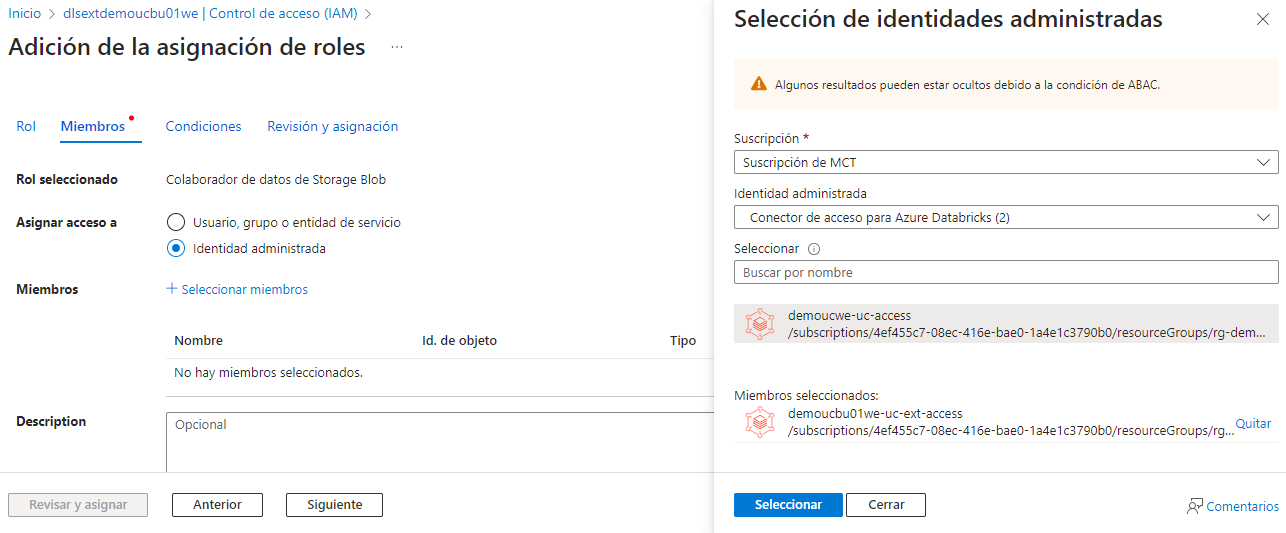 Inicio > dlsextdemoucbu01we | Control de acceso (IAM) >
Adición de la asignación de roles ...
Rol Miembros Condiciones Revisión y asignación
Rol seleccionado Colaborador de datos de Storage Blob
Asignar acceso a Usuario, grupo o entidad de servicio
Identidad administrada
Miembros + Seleccionar miembros
Nombre Id. de objeto Tipo
No hay miembros seleccionados.
Description Opcional
Revisar y asignar Anterior Siguiente
Selección de identidades administradas
Algunos resultados pueden estar ocultos debido a la condición de ABAC.
Suscripción *
Suscripción de MCT
Identidad administrada
Conector de acceso para Azure Databricks (2)
Seleccionar
Buscar por nombre
demoucwe-uc-access
/subscriptions/4ef455c7-08ec-416e-bae0-1a4e1c3790b0/resourceGroups/rg-dem...
Miembros seleccionados:
demoucbu01we-uc-ext-access
/subscriptions/4ef455c7-08ec-416e-bae0-1a4e1c3790b0/resourceGroups/rg... Quitar
Seleccionar Cerrar Comentarios